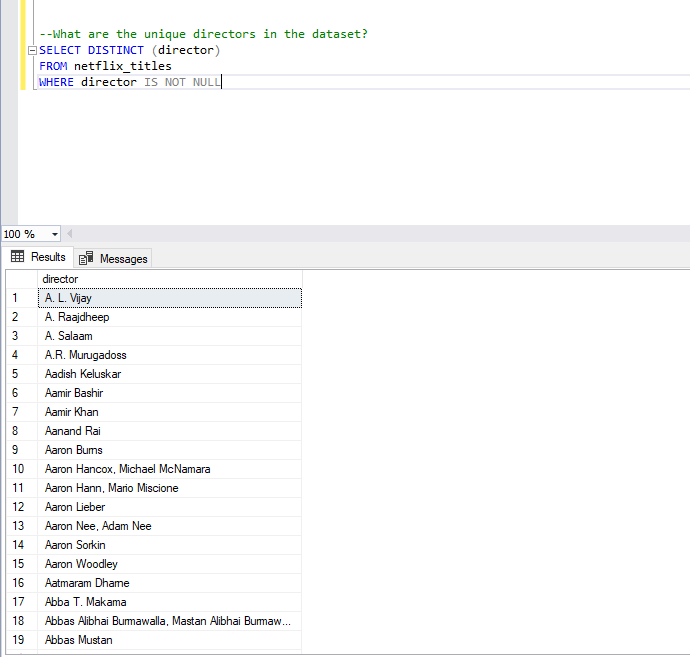 --What are the unique directors in the dataset?
SELECT DISTINCT (director)
FROM netflix_titles
WHERE director IS NOT NULL
100 %
Results Messages
director
1 A. L. Vijay
2 A. Raajdheep
3 A. Salaam
4 A.R. Murugadoss
5 Aadish Keluskar
6 Aamir Bashir
7 Aamir Khan
8 Aanand Rai
9 Aaron Burns
10 Aaron Hancox, Michael McNamara
11 Aaron Hann, Mario Miscione
12 Aaron Lieber
13 Aaron Nee, Adam Nee
14 Aaron Sorkin
15 Aaron Woodley
16 Aatmaram Dharne
17 Abba T. Makama
18 Abbas Alibhai Burmawalla, Mastan Alibhai Burmaw...
19 Abbas Mustan